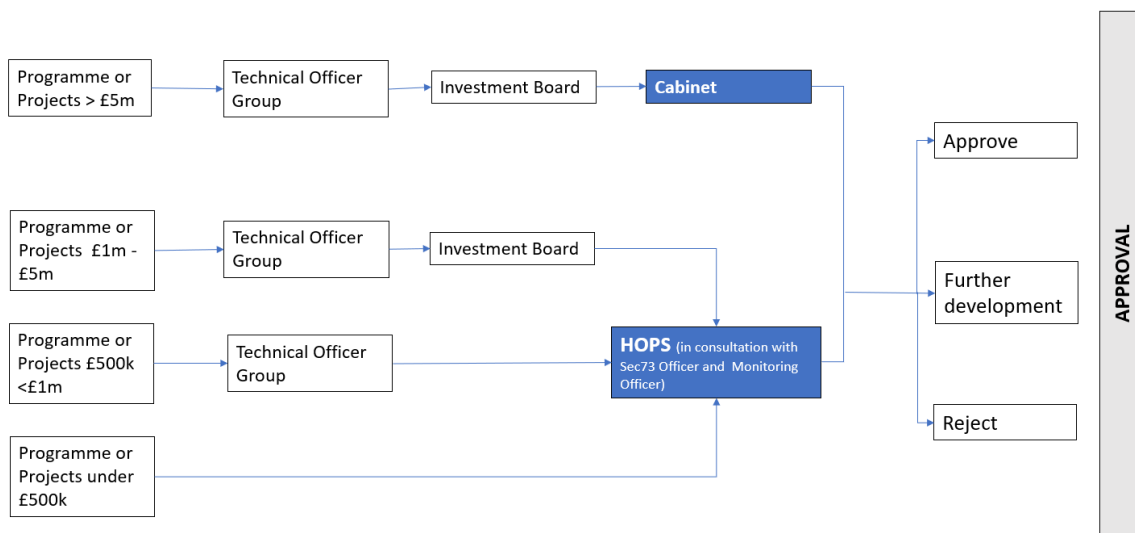 Programme or
Projects > £5m
Technical Officer
Group
Investment Board
Cabinet
Approve
Programme or
Projects £1m -
£5m
Technical Officer
Group
Investment Board
Further
development
APPROVAL
Programme or
Projects £500k
<£1m
Technical Officer
Group
HOPS (in consultation with
Sec73 Officer and Monitoring
Officer)
Reject
Programme or
Projects under
£500k